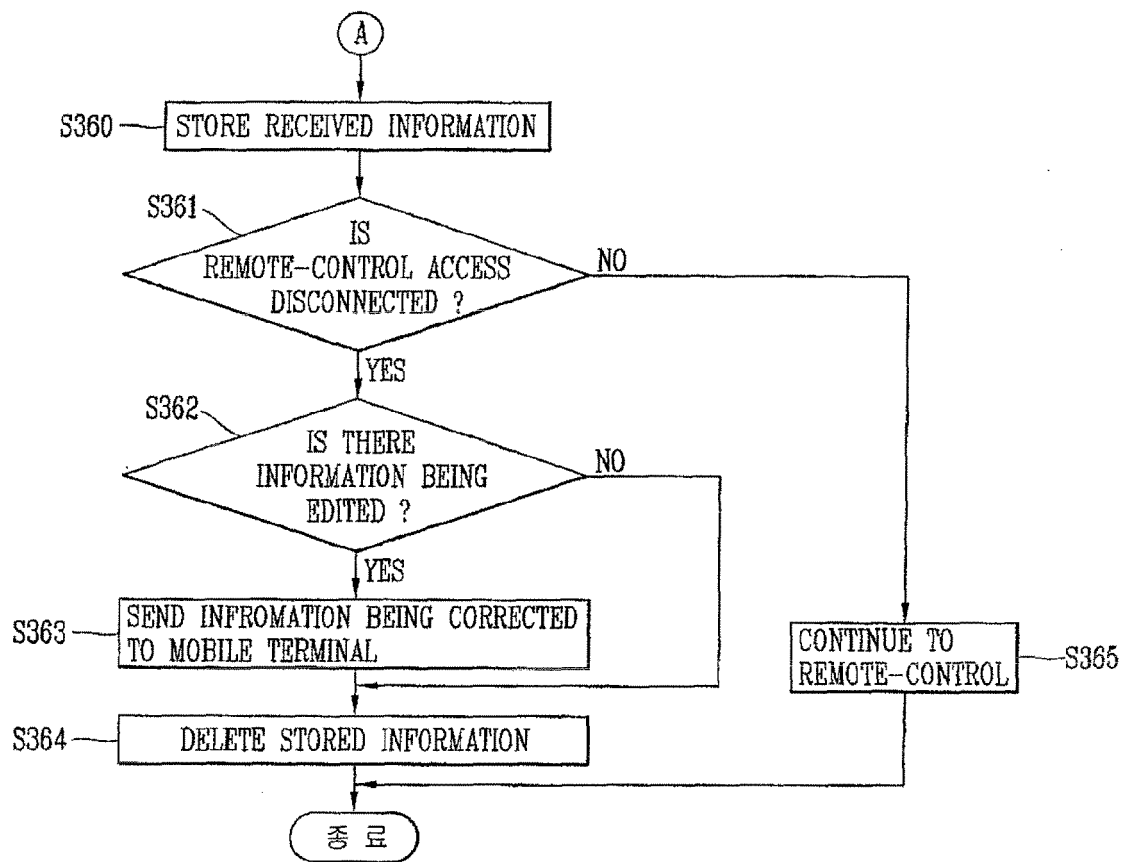 A
S360
STORE RECEIVED INFORMATION
S361
IS
REMOTE-CONTROL ACCESS
DISCONNECTED ?
NO
YES
S362
IS THERE
INFORMATION BEING
EDITED ?
NO
YES
S363
SEND INFROMATION BEING CORRECTED
TO MOBILE TERMINAL
CONTINUE TO
REMOTE-CONTROL
S365
S364
DELETE STORED INFORMATION
종료